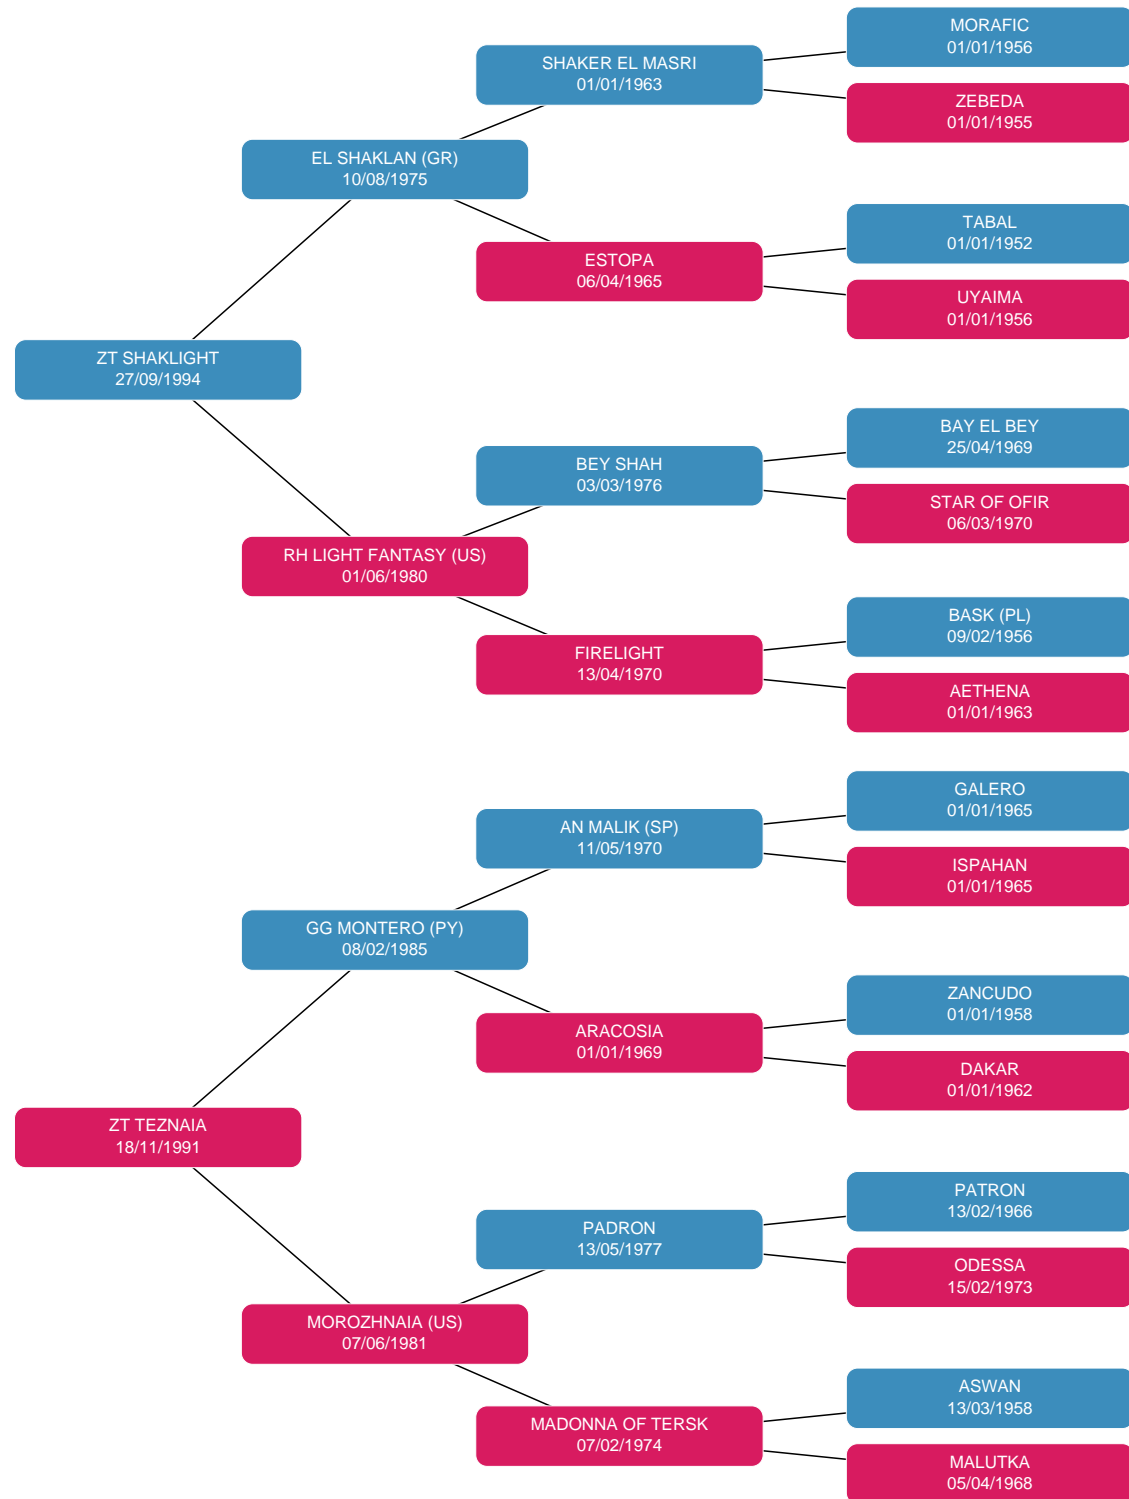 MORAFIC
01/01/1956
SHAKER EL MASRI
01/01/1963
ZEBEDA
01/01/1955
EL SHAKLAN (GR)
10/08/1975
TABAL
01/01/1952
ESTOPA
06/04/1965
UYAIMA
01/01/1956
ZT SHAKLIGHT
27/09/1994
BAY EL BEY
25/04/1969
BEY SHAH
03/03/1976
STAR OF OFIR
06/03/1970
RH LIGHT FANTASY (US)
01/06/1980
BASK (PL)
09/02/1956
FIRELIGHT
13/04/1970
AETHENA
01/01/1963
GALERO
01/01/1965
AN MALIK (SP)
11/05/1970
ISPAHAN
01/01/1965
GG MONTERO (PY)
08/02/1985
ZANCUDO
01/01/1958
ARACOSIA
01/01/1969
DAKAR
01/01/1962
ZT TEZNAIA
18/11/1991
PATRON
13/02/1966
PADRON
13/05/1977
ODESSA
15/02/1973
MOROZHNAIA (US)
07/06/1981
ASWAN
13/03/1958
MADONNA OF TERSK
07/02/1974
MALUTKA
05/04/1968